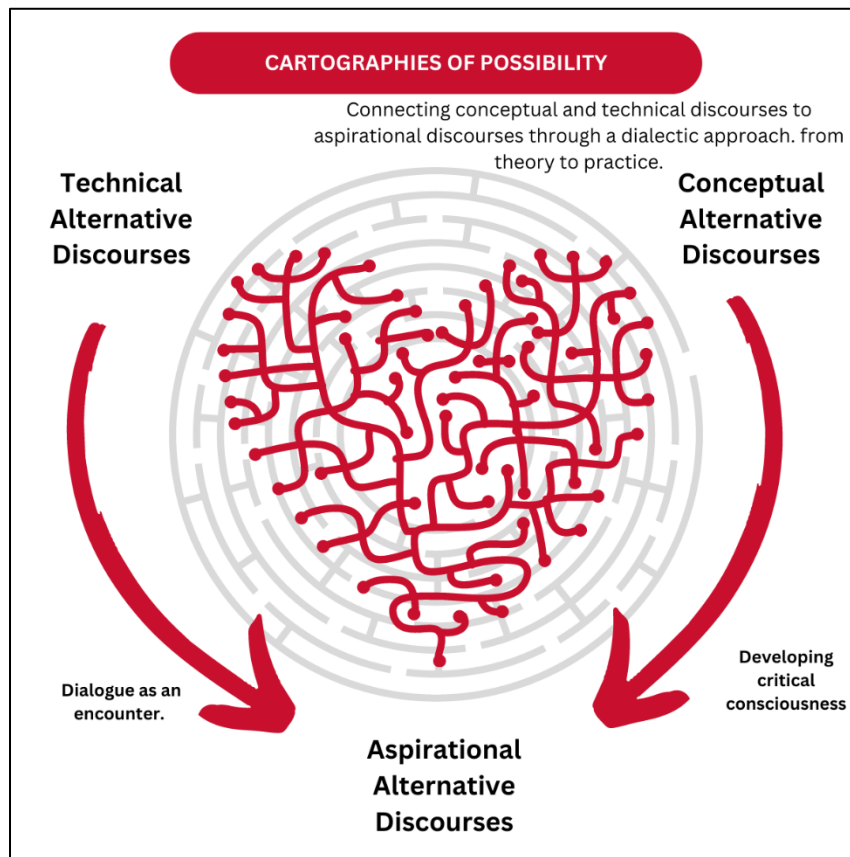 CARTOGRAPHIES OF POSSIBILITY
Connecting conceptual and technical discourses to
aspirational discourses through a dialectic approach. from
theory to practice.
Technical
Alternative
Discourses
Conceptual
Alternative
Discourses
Dialogue as an
encounter.
Developing
critical
consciousness
Aspirational
Alternative
Discourses